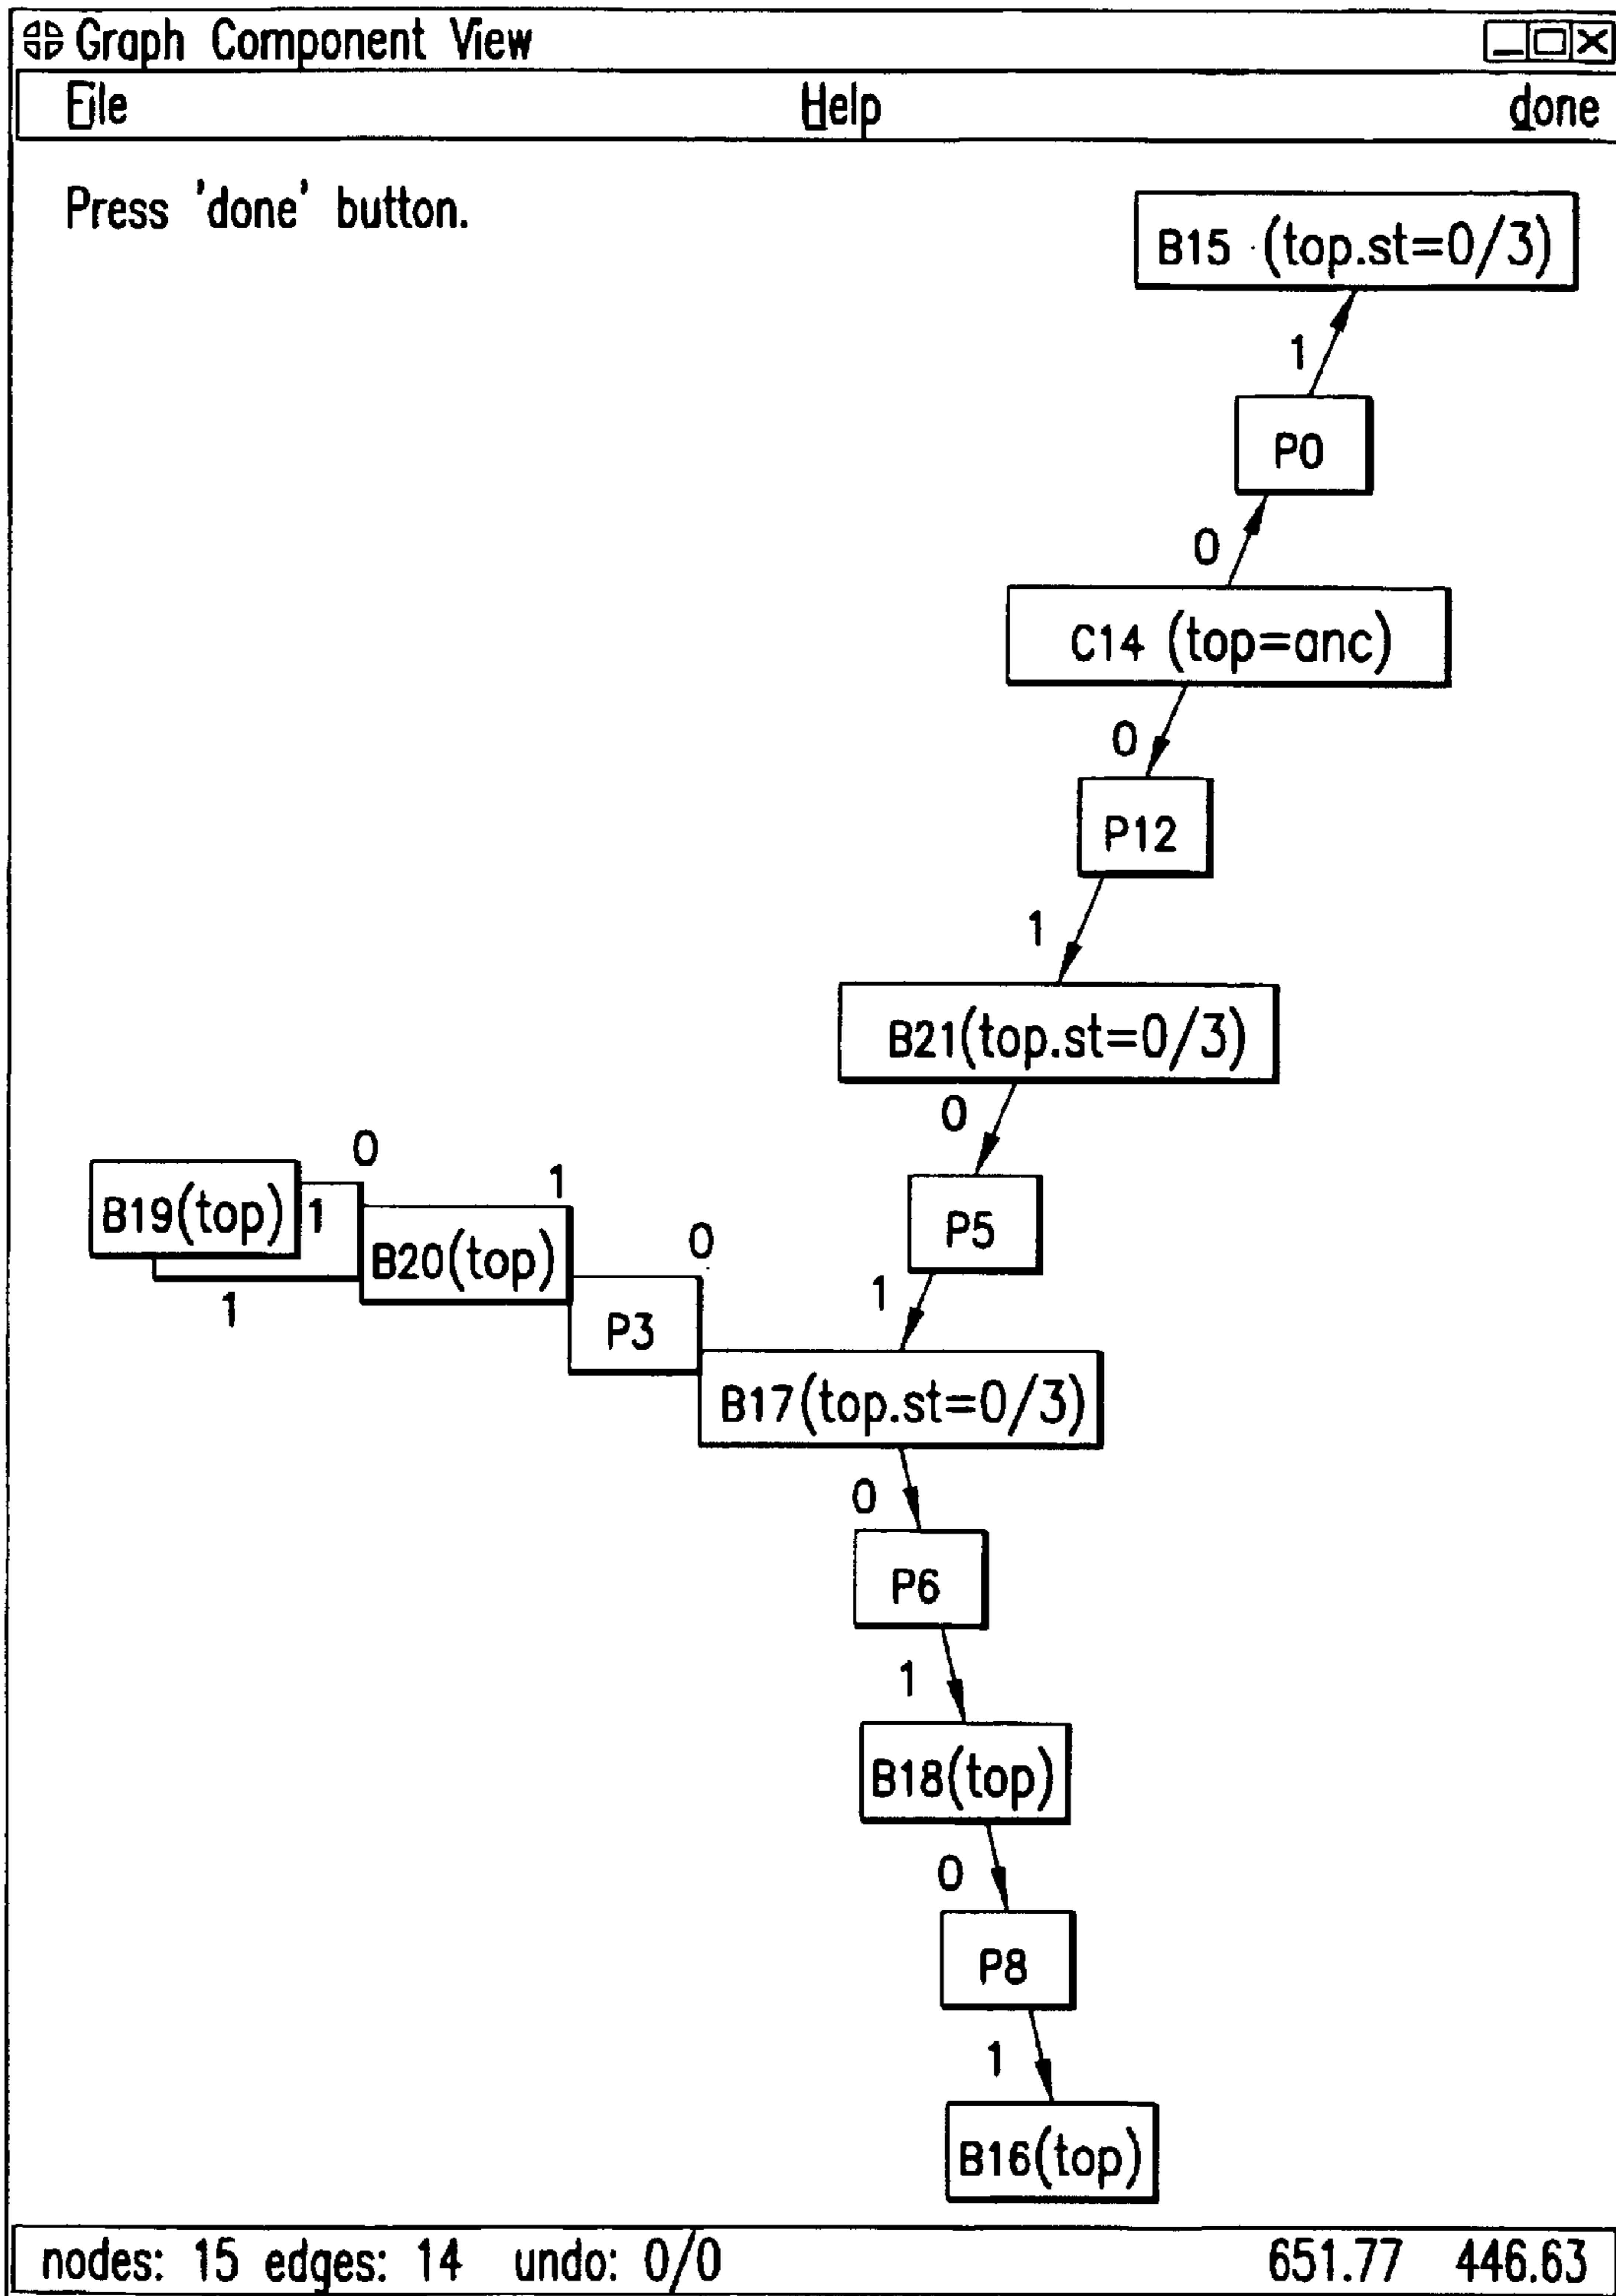 Graph Component View
File Help done
Press 'done' button.
B15 (top.st=0/3)
1
P0
0
C14 (top=anc)
0
P12
1
B21(top.st=0/3)
0
0
1
B19(top)
1
B20(top)
P5
0
1
1
P3
B17(top.st=0/3)
0
P6
1
B18(top)
0
P8
1
B16(top)
nodes: 15 edges: 14 undo: 0/0 651.77 446.63